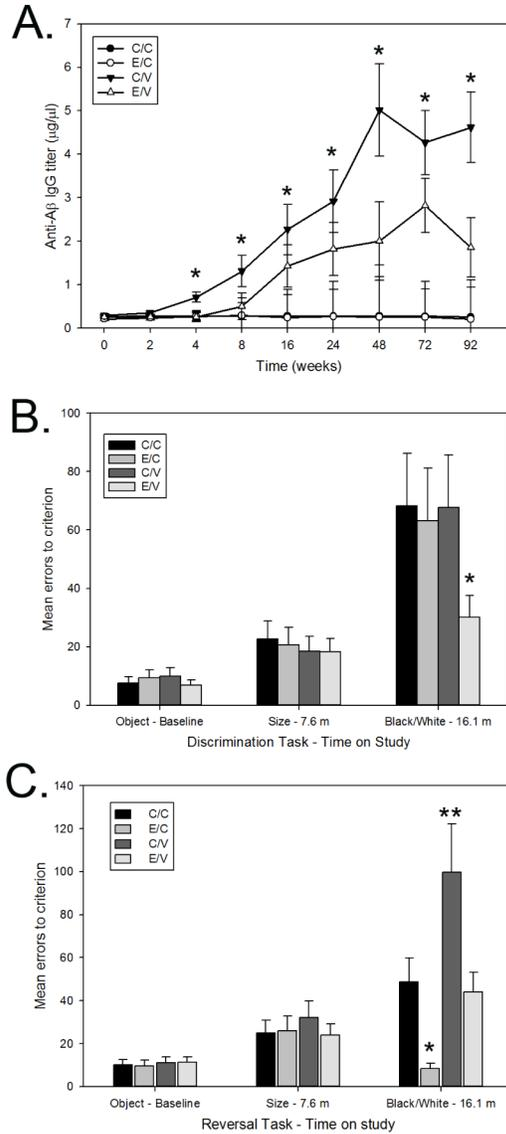 A.
7
6
5
4
3
2
1
0
Anti-Aβ IgG titer (μg/μl)
C/C
E/C
C/V
E/V
*
*
*
*
*
*
*
0 2 4 8 16 24 48 72 92
Time (weeks)
B.
100
80
60
40
20
0
Mean errors to criterion
C/C
E/C
C/V
E/V
*
Object - Baseline Size - 7.6 m Black/White - 16.1 m
Discrimination Task - Time on Study
C.
140
120
100
80
60
40
20
0
Mean errors to criterion
C/C
E/C
C/V
E/V
**
*
Object - Baseline Size - 7.6 m Black/White - 16.1 m
Reversal Task - Time on study